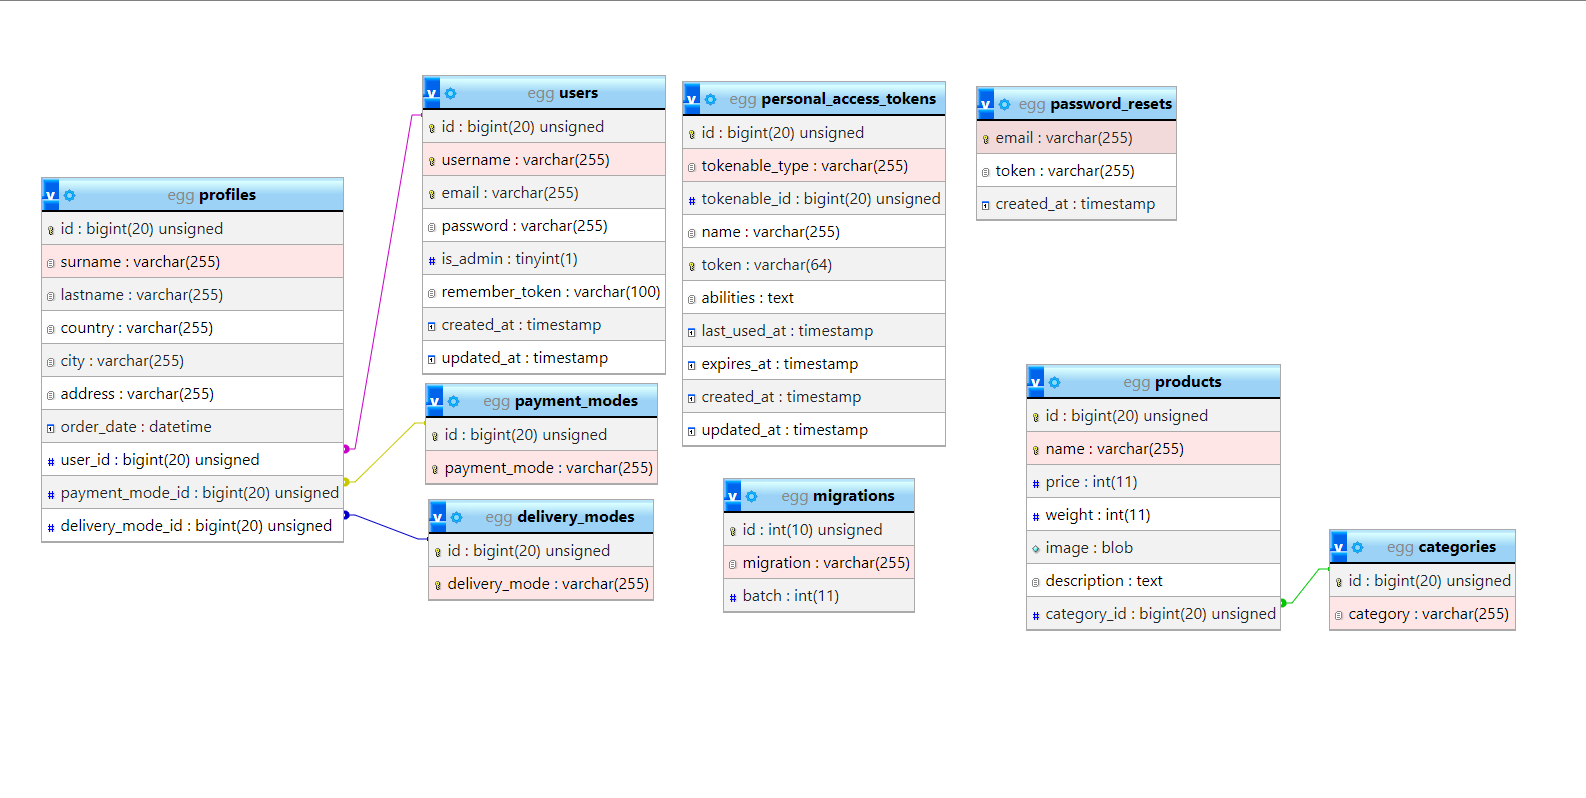 v egg profiles
id : bigint(20) unsigned
surname : varchar(255)
lastname : varchar(255)
country : varchar(255)
city : varchar(255)
address : varchar(255)
order_date : datetime
# user_id : bigint(20) unsigned
# payment_mode_id : bigint(20) unsigned
# delivery_mode_id : bigint(20) unsigned
v egg users
id : bigint(20) unsigned
username : varchar(255)
email : varchar(255)
password : varchar(255)
# is_admin : tinyint(1)
remember_token : varchar(100)
created_at : timestamp
updated_at : timestamp
v egg payment_modes
id : bigint(20) unsigned
payment_mode : varchar(255)
v egg delivery_modes
id : bigint(20) unsigned
delivery_mode : varchar(255)
v egg personal_access_tokens
id : bigint(20) unsigned
tokenable_type : varchar(255)
# tokenable_id : bigint(20) unsigned
name : varchar(255)
token : varchar(64)
abilities : text
last_used_at : timestamp
expires_at : timestamp
created_at : timestamp
updated_at : timestamp
v egg migrations
id : int(10) unsigned
migration : varchar(255)
# batch : int(11)
v egg password_resets
email : varchar(255)
token : varchar(255)
created_at : timestamp
v egg products
id : bigint(20) unsigned
name : varchar(255)
# price : int(11)
# weight : int(11)
image : blob
description : text
# category_id : bigint(20) unsigned
v egg categories
id : bigint(20) unsigned
category : varchar(255)